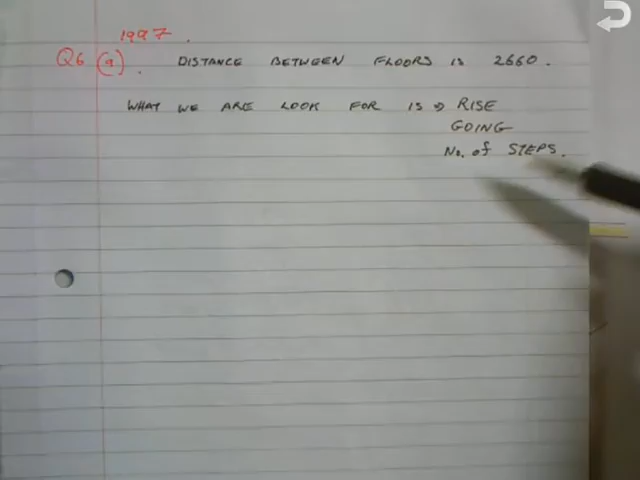 1997.
Q6 (a). DISTANCE BETWEEN FLOORS IS 2660.
WHAT WE ARE LOOK FOR IS ⇒ RISE
GOING
No. of STEPS.